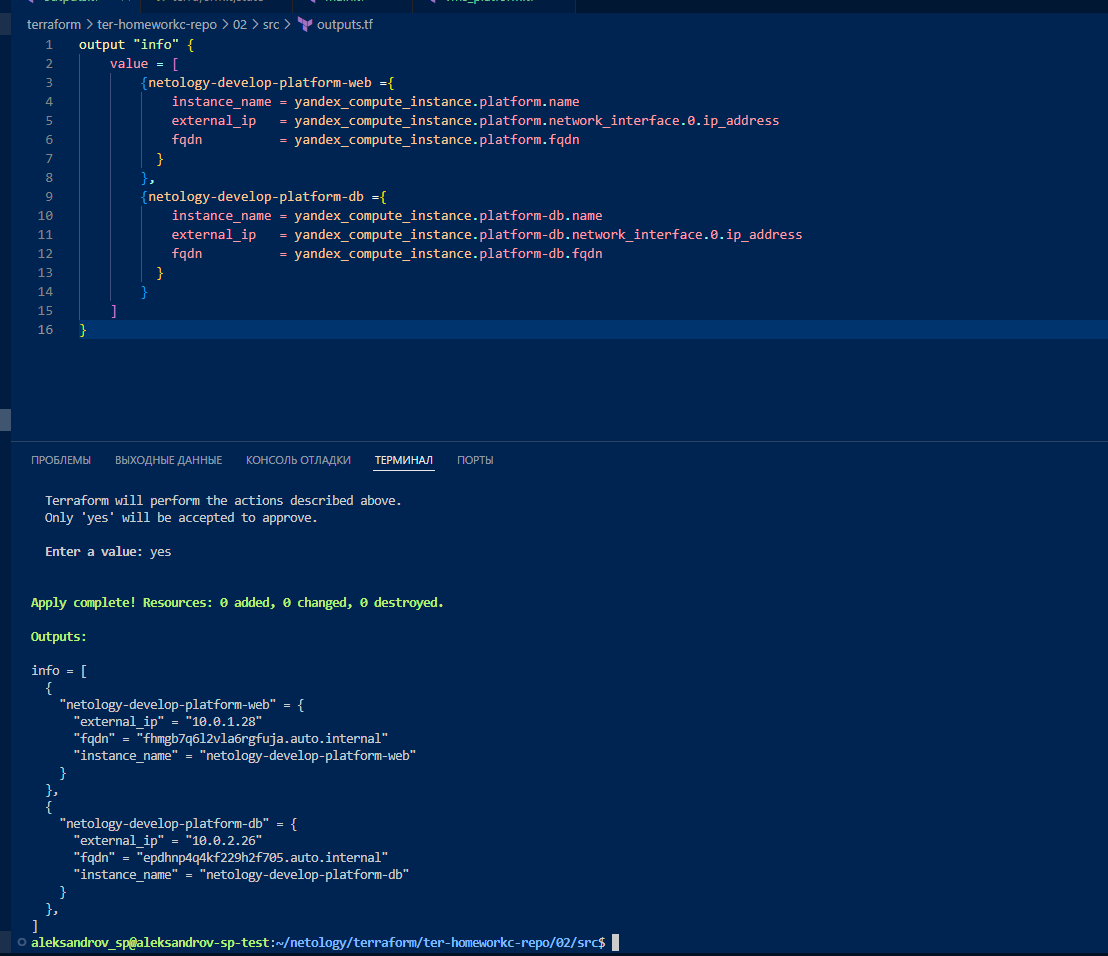 terraform > ter-homeworkc-repo > 02 > src > outputs.tf
1 output "info" {
2 value = [
3 {netology-develop-platform-web ={
4 instance_name = yandex_compute_instance.platform.name
5 external_ip = yandex_compute_instance.platform.network_interface.0.ip_address
6 fqdn = yandex_compute_instance.platform.fqdn
7 }
8 },
9 {netology-develop-platform-db ={
10 instance_name = yandex_compute_instance.platform-db.name
11 external_ip = yandex_compute_instance.platform-db.network_interface.0.ip_address
12 fqdn = yandex_compute_instance.platform-db.fqdn
13 }
14 }
15 ]
16 }
ПРОБЛЕМЫ ВЫХОДНЫЕ ДАННЫЕ КОНСОЛЬ ОТЛАДКИ ТЕРМИНАЛ ПОРТЫ
Terraform will perform the actions described above.
Only 'yes' will be accepted to approve.
Enter a value: yes
Apply complete! Resources: 0 added, 0 changed, 0 destroyed.
Outputs:
info = [
{
"netology-develop-platform-web" = {
"external_ip" = "10.0.1.28"
"fqdn" = "fhmgb7q6l2vla6rgfuja.auto.internal"
"instance_name" = "netology-develop-platform-web"
}
},
{
"netology-develop-platform-db" = {
"external_ip" = "10.0.2.26"
"fqdn" = "epdhnp4q4kf229h2f705.auto.internal"
"instance_name" = "netology-develop-platform-db"
}
},
]
aleksandrov_sp@aleksandrov-sp-test:~/netology/terraform/ter-homeworkc-repo/02/src$